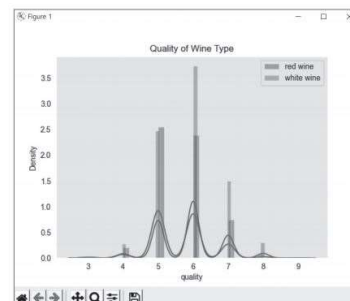 Figure 1
Quality of Wine Type
red wine
white wine
3.5
3.0
2.5
2.0
1.5
1.0
0.5
0.0
Density
3 4 5 6 7 8 9
quality